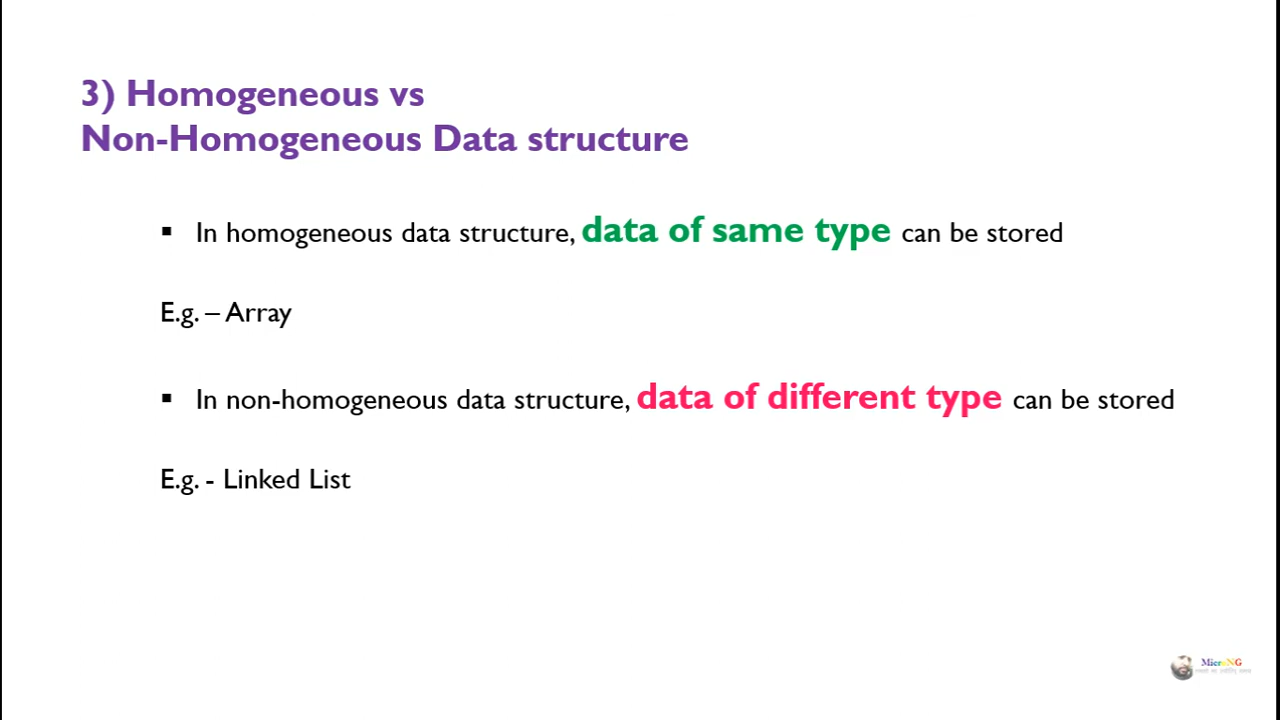 3) Homogeneous vs
Non-Homogeneous Data structure
▪ In homogeneous data structure, data of same type can be stored
E.g. – Array
▪ In non-homogeneous data structure, data of different type can be stored
E.g. - Linked List
MicroNG